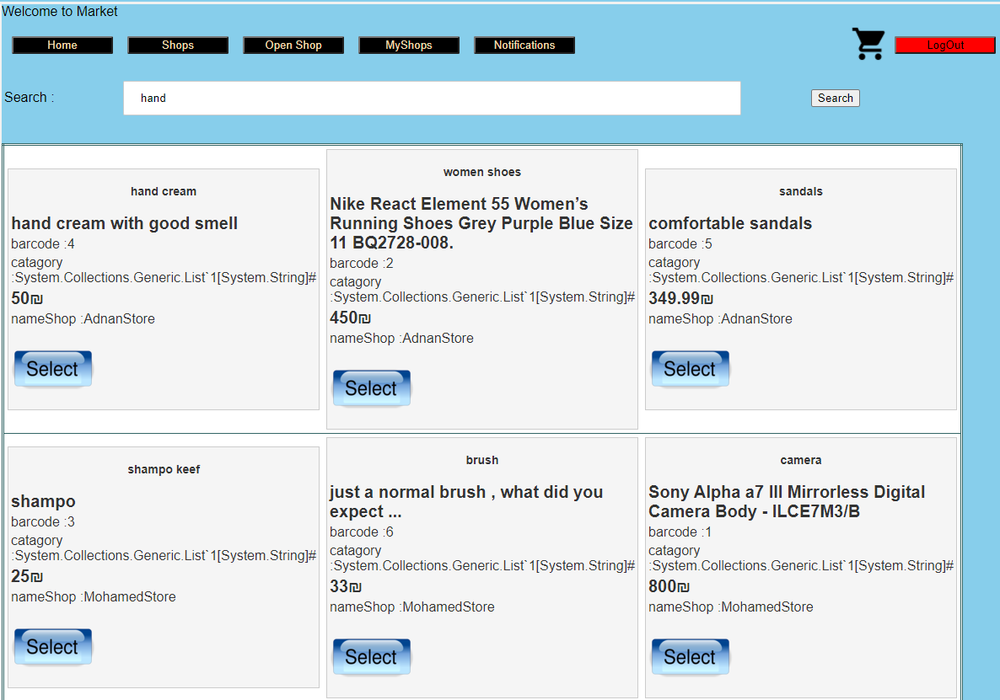 Welcome to Market
Home
Shops
Open Shop
MyShops
Notifications
LogOut
Search :
hand
Search
hand cream
hand cream with good smell
barcode :4
catagory
:System.Collections.Generic.List`1[System.String]#
50₪
nameShop :AdnanStore
Select
women shoes
Nike React Element 55 Women’s
Running Shoes Grey Purple Blue Size
11 BQ2728-008.
barcode :2
catagory
:System.Collections.Generic.List`1[System.String]#
450₪
nameShop :AdnanStore
Select
sandals
comfortable sandals
barcode :5
catagory
:System.Collections.Generic.List`1[System.String]#
349.99₪
nameShop :AdnanStore
Select
shampo keef
shampo
barcode :3
catagory
:System.Collections.Generic.List`1[System.String]#
25₪
nameShop :MohamedStore
Select
brush
just a normal brush , what did you
expect ...
barcode :6
catagory
:System.Collections.Generic.List`1[System.String]#
33₪
nameShop :MohamedStore
Select
camera
Sony Alpha a7 III Mirrorless Digital
Camera Body - ILCE7M3/B
barcode :1
catagory
:System.Collections.Generic.List`1[System.String]#
800₪
nameShop :MohamedStore
Select